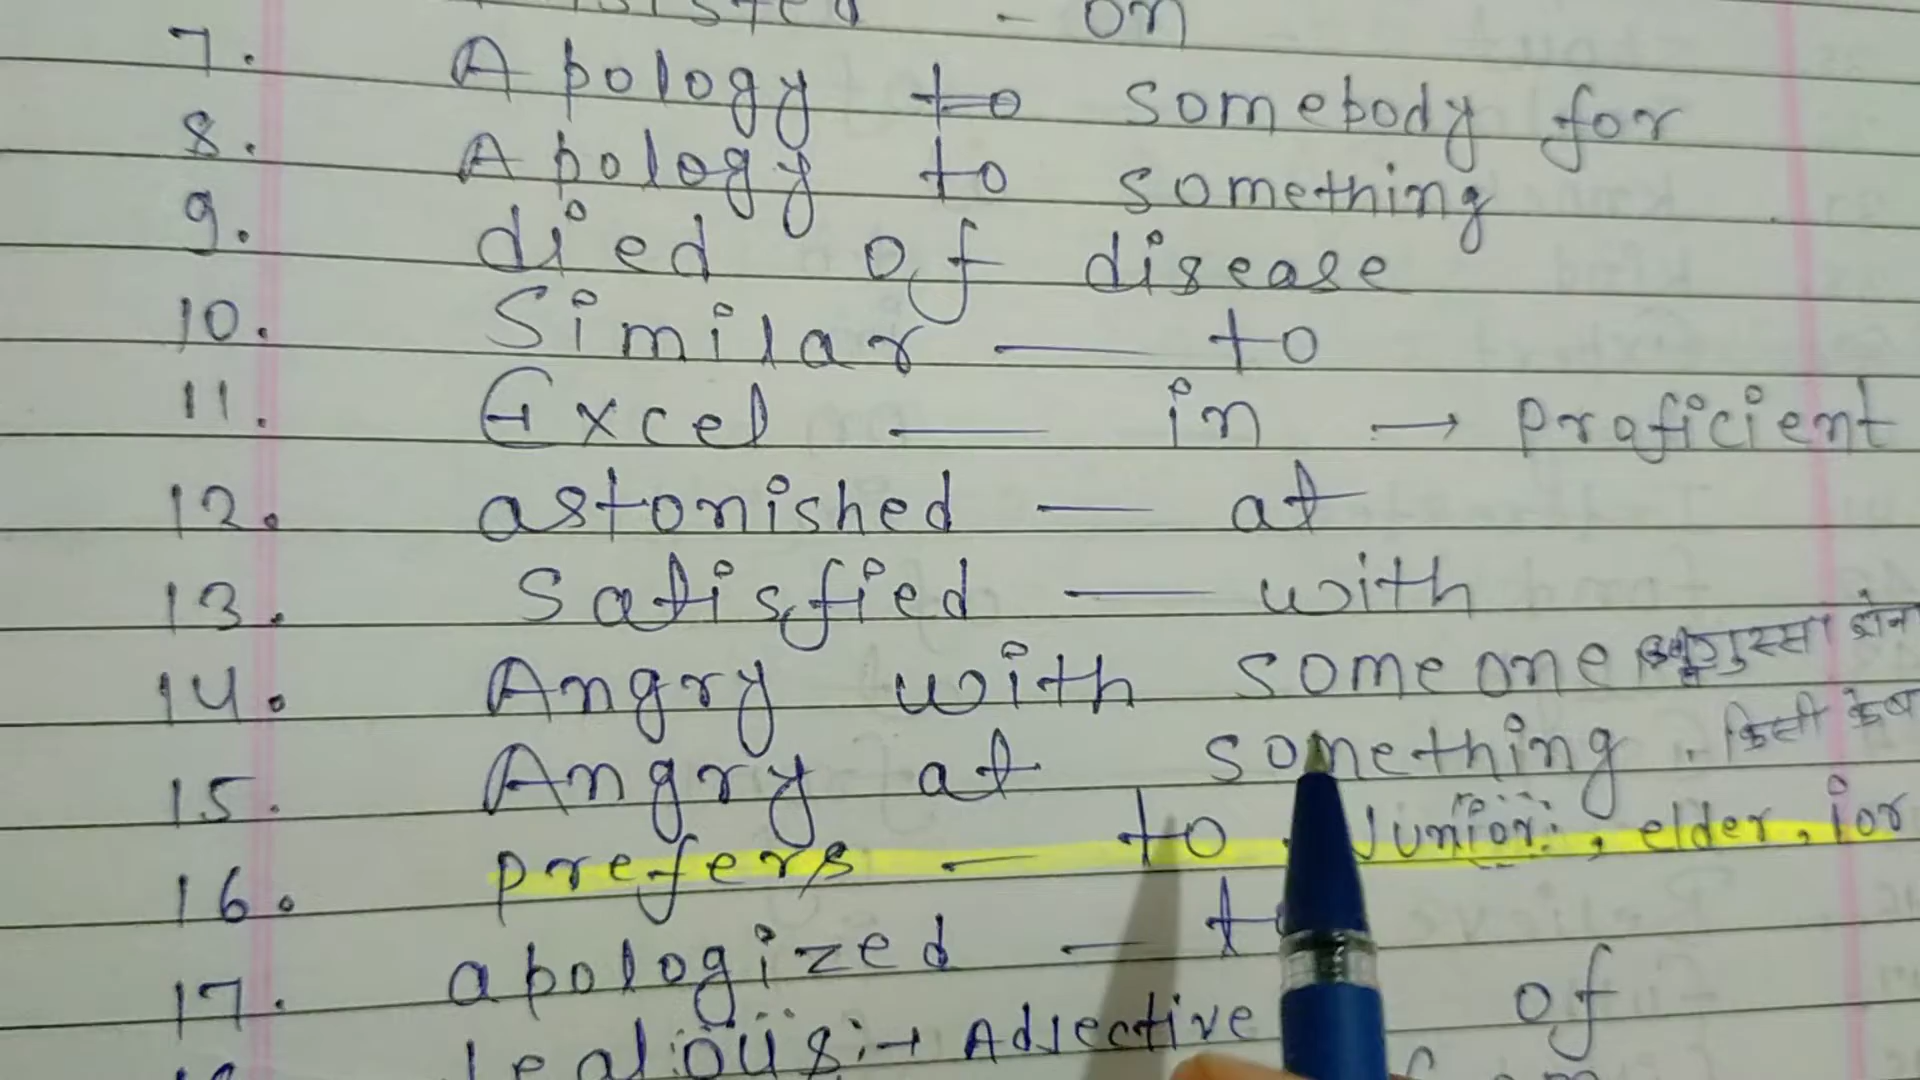 - on
7. Apology to somebody for
8. Apology to something
9. died of disease
10. Similar — to
11. Excel — in → proficient
12. astonished — at
13. Satisfied — with
14. Angry with someone गुस्सा
15. Angry at something . किसी
16. prefers — to Junior, elder, ior
17. apologized —
Jealous :→ Adjective of